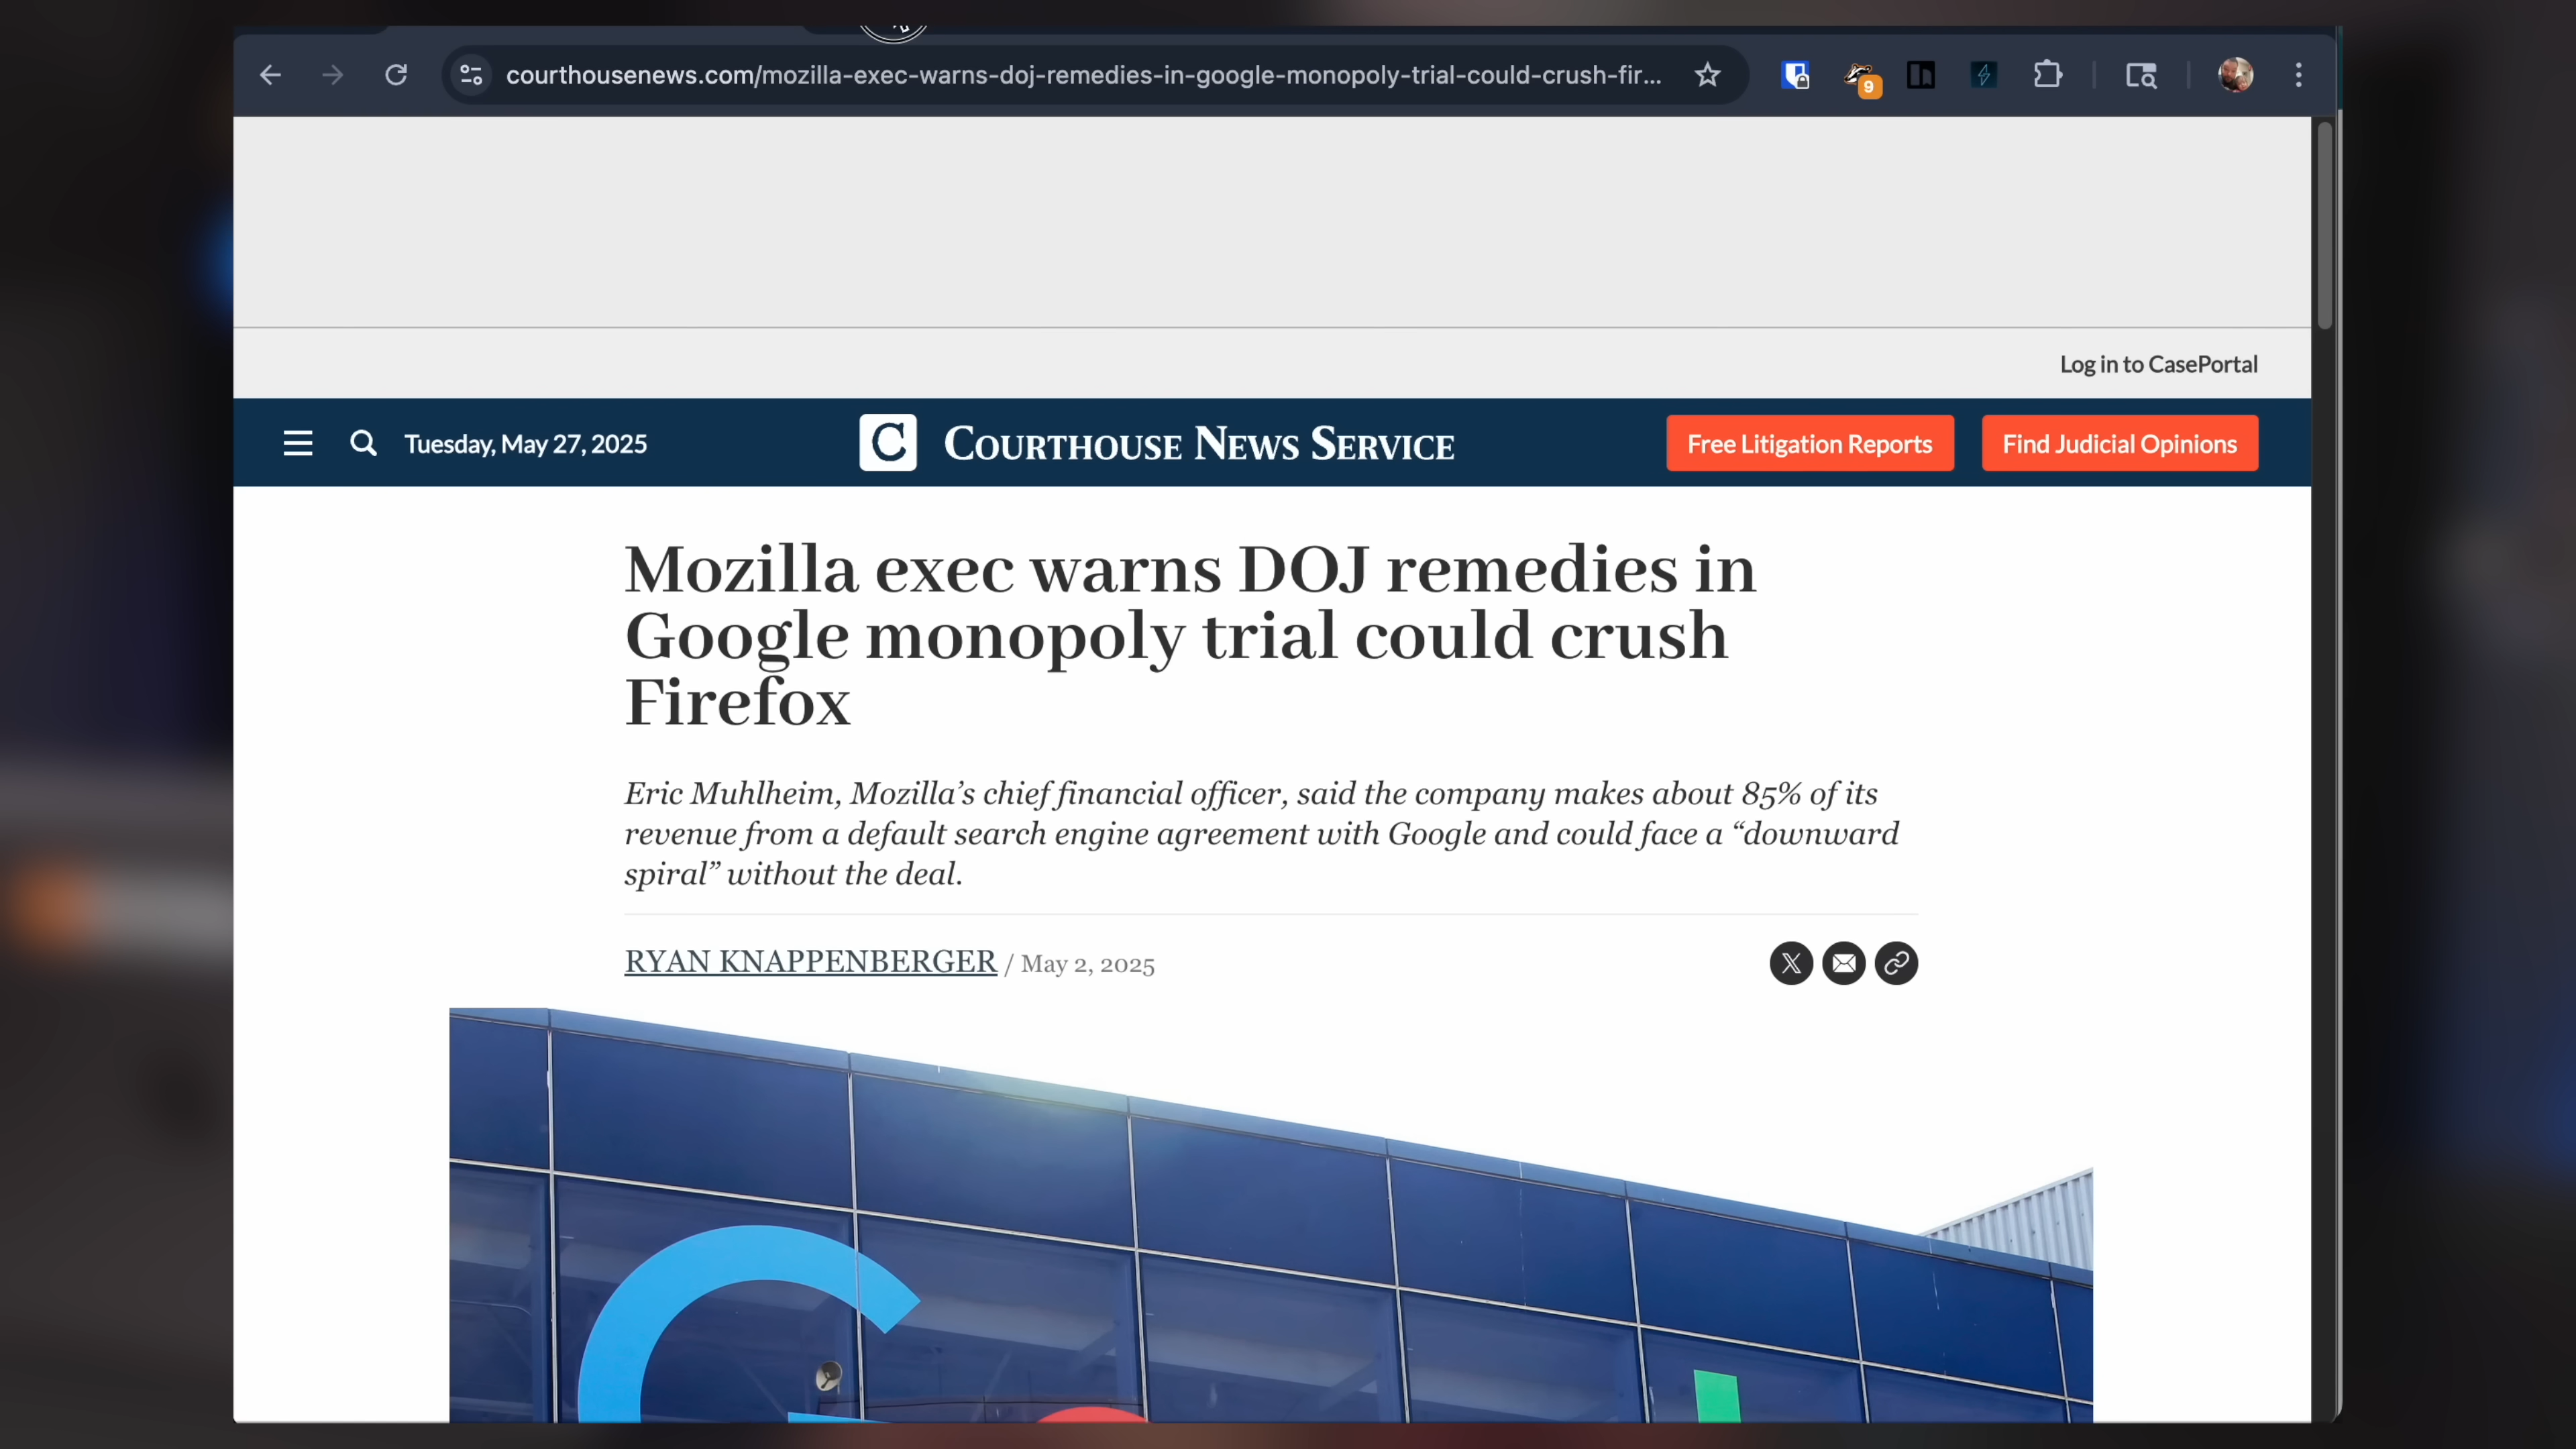 courthousenews.com/mozilla-exec-warns-doj-remedies-in-google-monopoly-trial-could-crush-fir...
9
Log in to CasePortal
Tuesday, May 27, 2025
C COURTHOUSE NEWS SERVICE
Free Litigation Reports
Find Judicial Opinions
Mozilla exec warns DOJ remedies in
Google monopoly trial could crush
Firefox
Eric Muhlheim, Mozilla’s chief financial officer, said the company makes about 85% of its
revenue from a default search engine agreement with Google and could face a “downward
spiral” without the deal.
RYAN KNAPPENBERGER / May 2, 2025